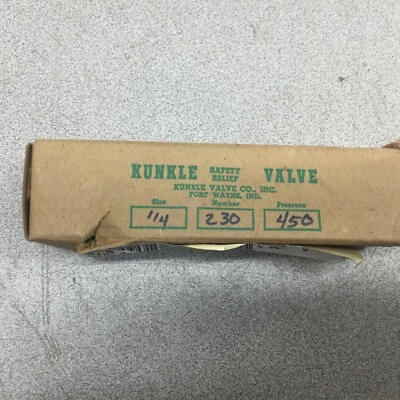 KUNKLE SAFETY RELIEF VALVE
KUNKLE VALVE CO., INC.
FORT WAYNE, IND.
Size Number Pressure
1/4 230 450